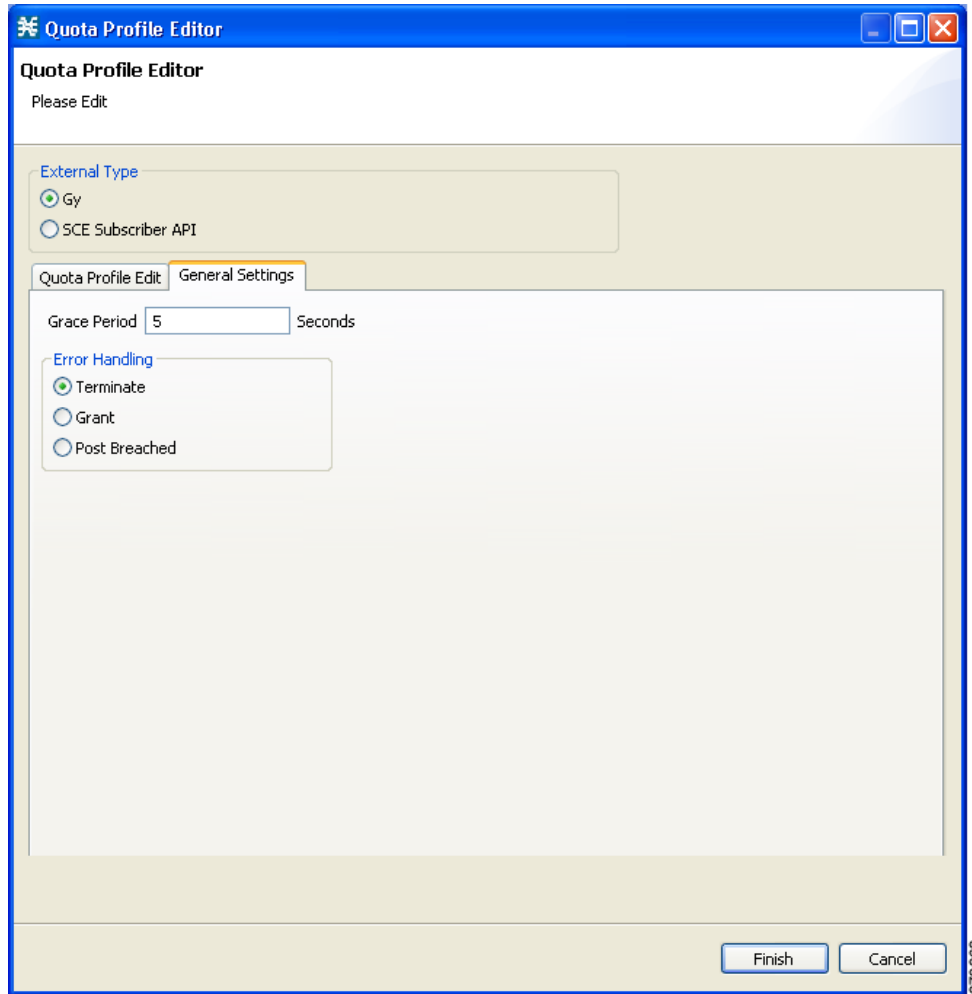 Quota Profile Editor
Quota Profile Editor
Please Edit
External Type
Gy
SCE Subscriber API
Quota Profile Edit General Settings
Grace Period 5 Seconds
Error Handling
Terminate
Grant
Post Breached
Finish Cancel